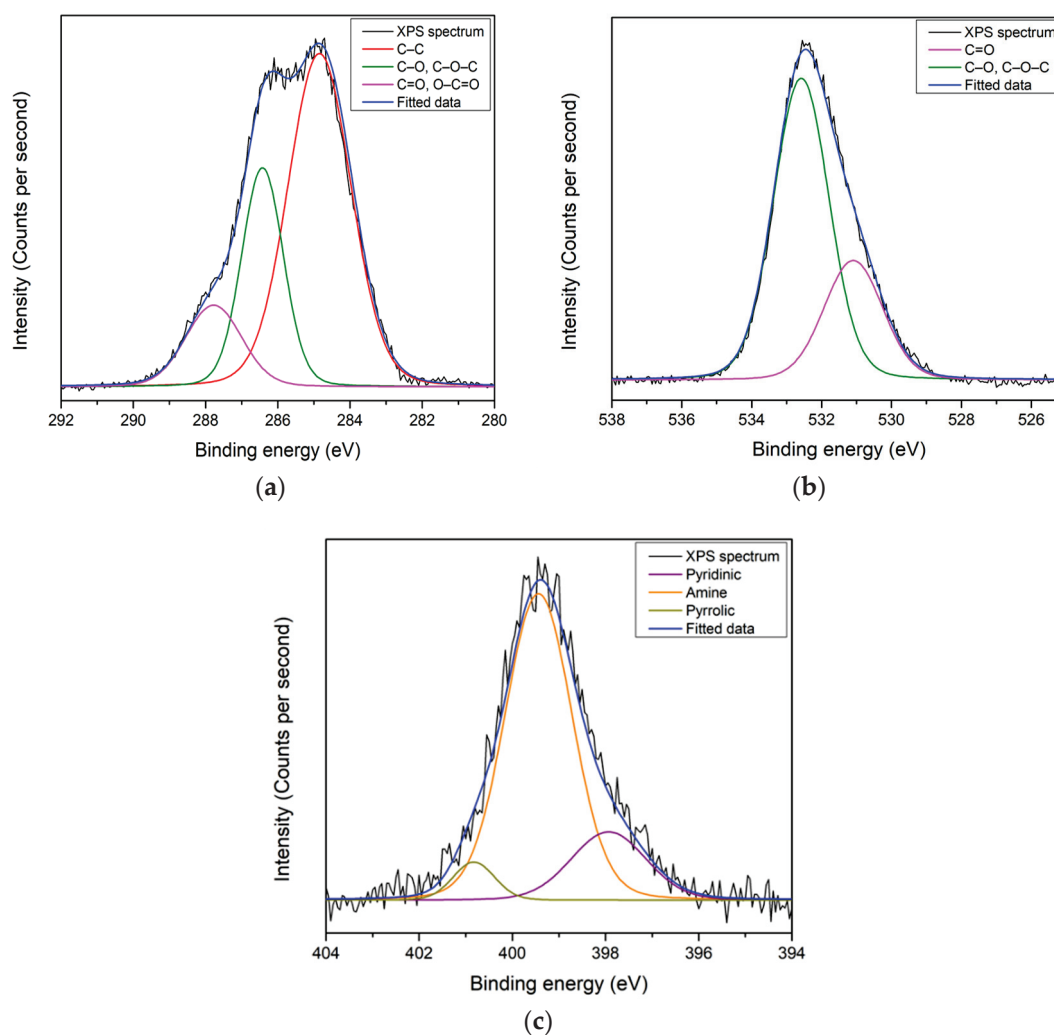 XPS spectrum
C–C
C–O, C–O–C
C=O, O–C=O
Fitted data
Intensity (Counts per second)
292 290 288 286 284 282 280
Binding energy (eV)
(a)
XPS spectrum
C=O
C–O, C–O–C
Fitted data
Intensity (Counts per second)
538 536 534 532 530 528 526
Binding energy (eV)
(b)
XPS spectrum
Pyridinic
Amine
Pyrrolic
Fitted data
Intensity (Counts per second)
404 402 400 398 396 394
Binding energy (eV)
(c)